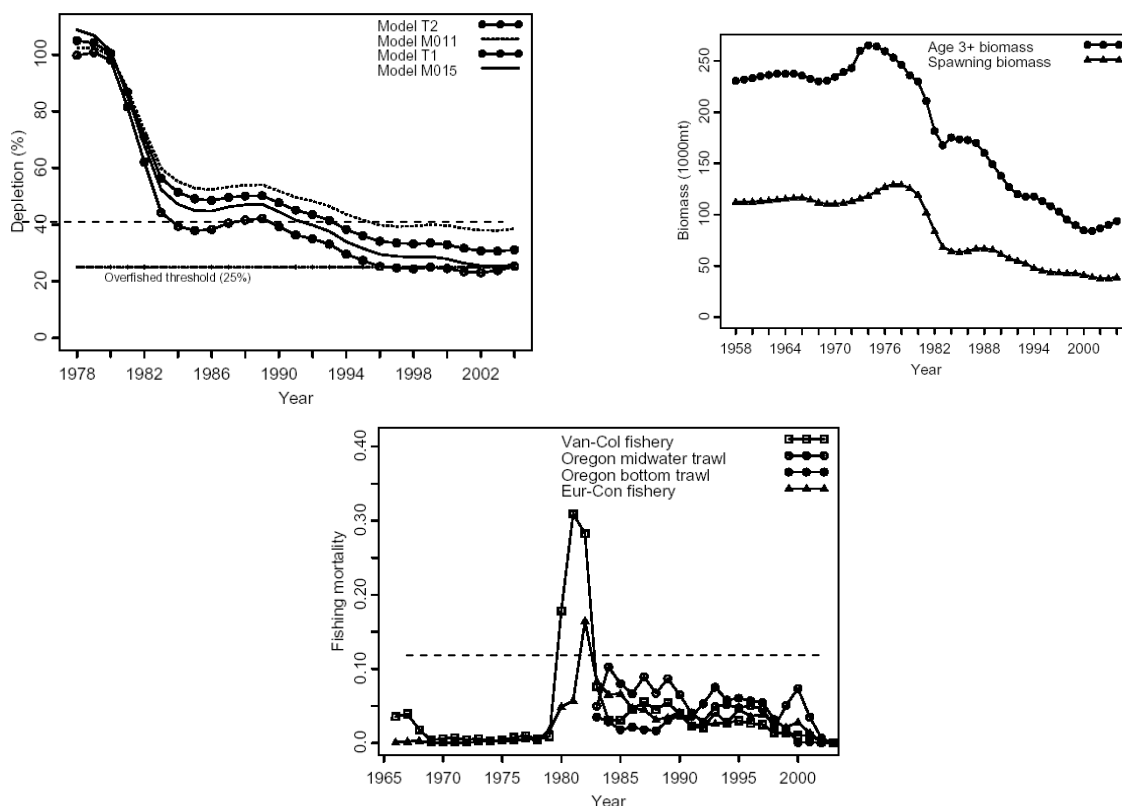 Model T2
Model M011
Model T1
Model M015
Depletion (%)
100
80
60
40
20
0
Overfished threshold (25%)
1978 1982 1986 1990 1994 1998 2002
Year
Age 3+ biomass
Spawning biomass
Biomass (1000mt)
250
200
150
100
50
0
1958 1964 1970 1976 1982 1988 1994 2000
Year
Van-Col fishery
Oregon midwater trawl
Oregon bottom trawl
Eur-Con fishery
Fishing mortality
0.40
0.30
0.20
0.10
0.0
1965 1970 1975 1980 1985 1990 1995 2000
Year